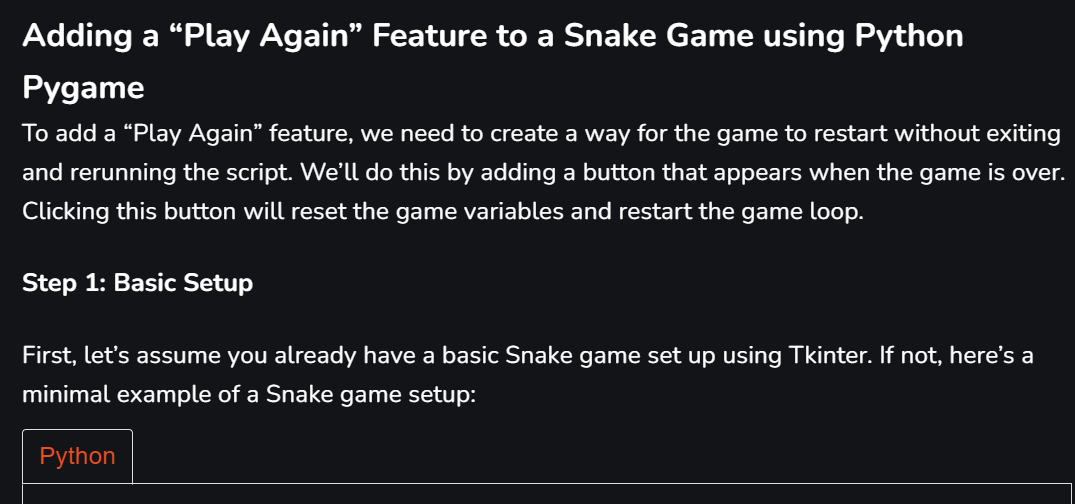 Adding a “Play Again” Feature to a Snake Game using Python
Pygame
To add a “Play Again” feature, we need to create a way for the game to restart without exiting
and rerunning the script. We’ll do this by adding a button that appears when the game is over.
Clicking this button will reset the game variables and restart the game loop.
Step 1: Basic Setup
First, let’s assume you already have a basic Snake game set up using Tkinter. If not, here’s a
minimal example of a Snake game setup:
Python